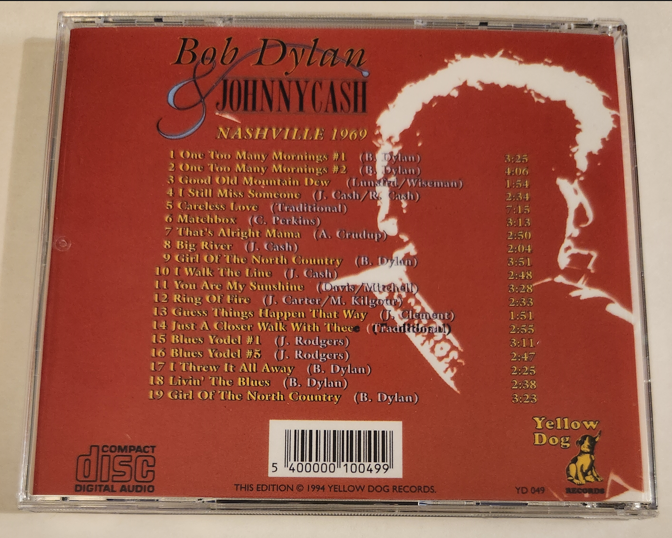 Bob Dylan
& JOHNNY CASH
NASHVILLE 1969
1 One Too Many Mornings #1 (B. Dylan) 3:25
2 One Too Many Mornings #2 (B. Dylan) 4:06
3 Good Old Mountain Dew (Lunsford/Wiseman) 1:54
4 I Still Miss Someone (J. Cash/R. Cash) 2:34
5 Careless Love (Traditional) 7:15
6 Matchbox (C. Perkins) 3:13
7 That's Alright Mama (A. Crudup) 2:50
8 Big River (J. Cash) 2:04
9 Girl Of The North Country (B. Dylan) 3:51
10 I Walk The Line (J. Cash) 2:48
11 You Are My Sunshine (Davis/Mitchell) 3:28
12 Ring Of Fire (J. Carter/M. Kilgour) 2:33
13 Guess Things Happen That Way (J. Clement) 1:51
14 Just A Closer Walk With Thee (Traditional) 2:55
15 Blues Yodel #1 (J. Rodgers) 3:11
16 Blues Yodel #5 (J. Rodgers) 2:47
17 I Threw It All Away (B. Dylan) 2:25
18 Livin' The Blues (B. Dylan) 2:38
19 Girl Of The North Country (B. Dylan) 3:23
Yellow
Dog
RECORDS
COMPACT
disc
DIGITAL AUDIO
5 400000 100499
THIS EDITION © 1994 YELLOW DOG RECORDS.
YD 049